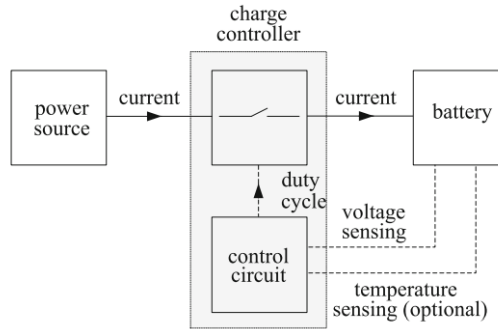 charge
controller
power
source
current
current
battery
duty
cycle
control
circuit
voltage
sensing
temperature
sensing (optional)